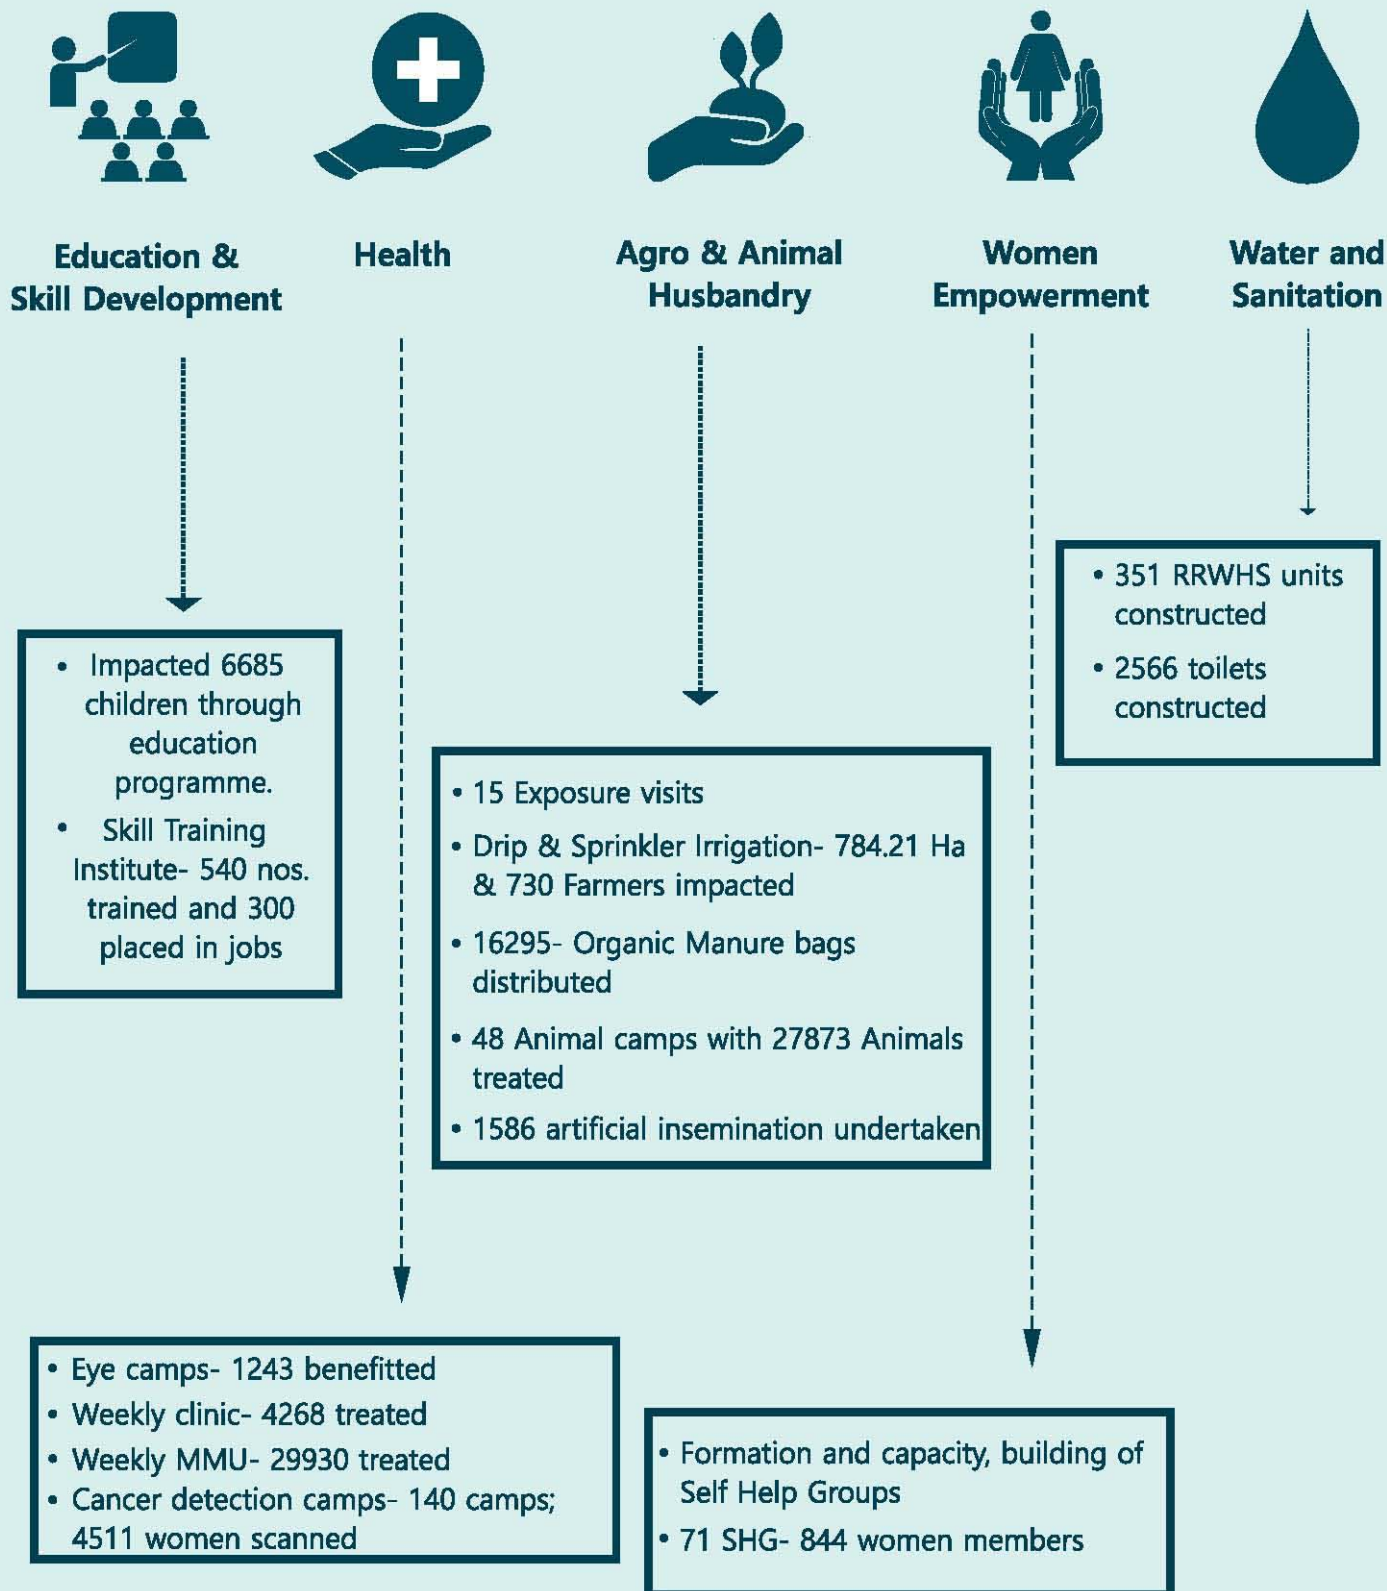 Education &
Skill Development
Health
Agro & Animal
Husbandry
Women
Empowerment
Water and
Sanitation
• Impacted 6685
children through
education
programme.
• Skill Training
Institute- 540 nos.
trained and 300
placed in jobs
• Eye camps- 1243 benefitted
• Weekly clinic- 4268 treated
• Weekly MMU- 29930 treated
• Cancer detection camps- 140 camps;
4511 women scanned
• 15 Exposure visits
• Drip & Sprinkler Irrigation- 784.21 Ha
& 730 Farmers impacted
• 16295- Organic Manure bags
distributed
• 48 Animal camps with 27873 Animals
treated
• 1586 artificial insemination undertaken
• Formation and capacity, building of
Self Help Groups
• 71 SHG- 844 women members
• 351 RRWHS units
constructed
• 2566 toilets
constructed